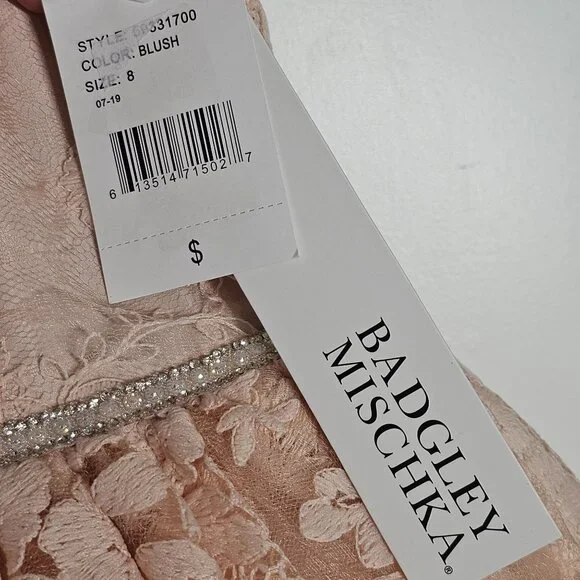 STYLE:
COLOR: BLUSH
SIZE: 8
07-19
6 13514 71502 7
$
BADGLEY
MISCHKA®